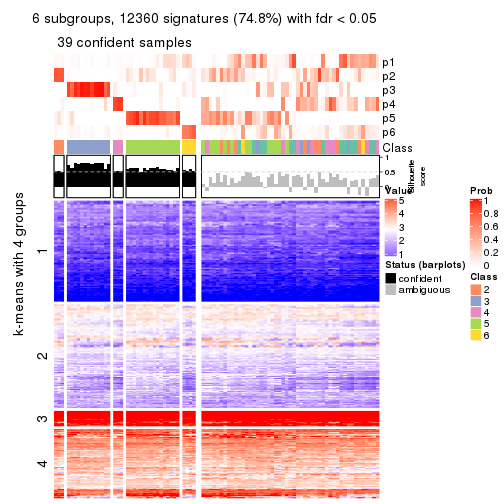 6 subgroups, 12360 signatures (74.8%) with fdr < 0.05
39 confident samples
p1
p2
p3
p4
p5
p6
Class
1
0.5
0
Silhouette
score
k-means with 4 groups
1
2
3
4
Value
5
4
3
2
1
Status (barplots)
confident
ambiguous
Prob
1
0.8
0.6
0.4
0.2
0
Class
2
3
4
5
6